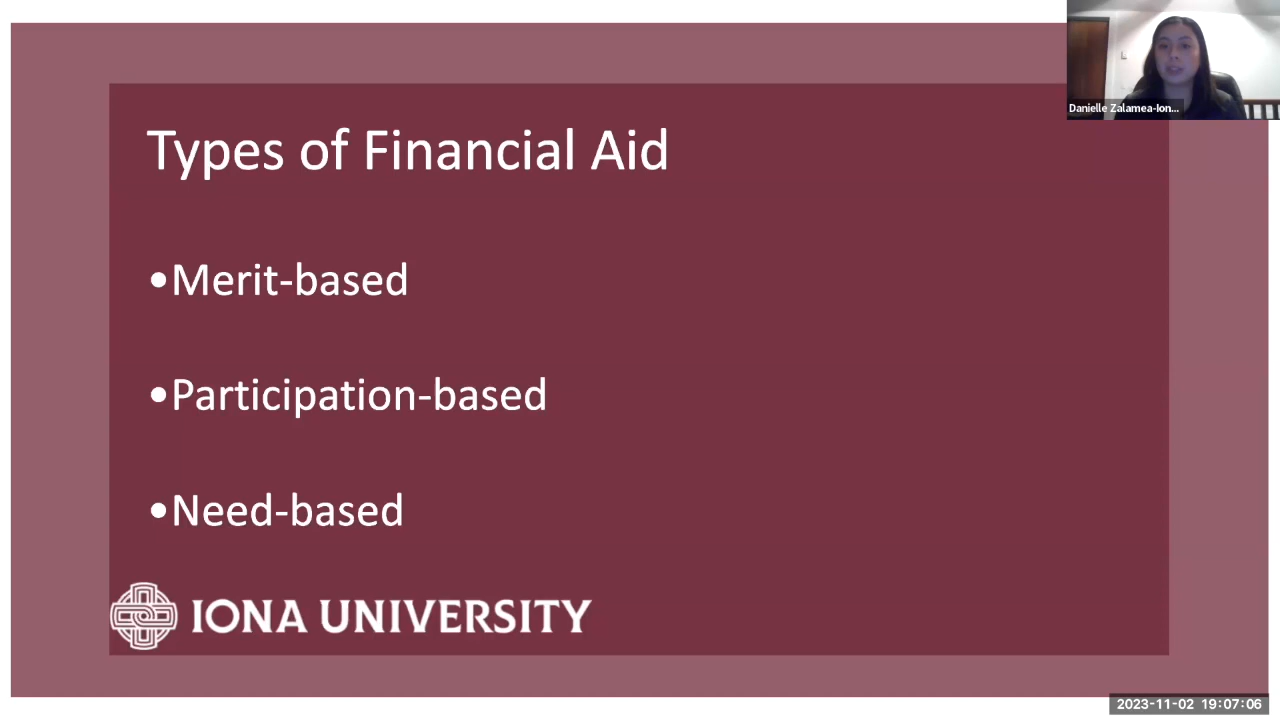 Types of Financial Aid
•Merit-based
•Participation-based
•Need-based
IONA UNIVERSITY
Danielle Zalamea-Ion...
2023-11-02 19:07:06